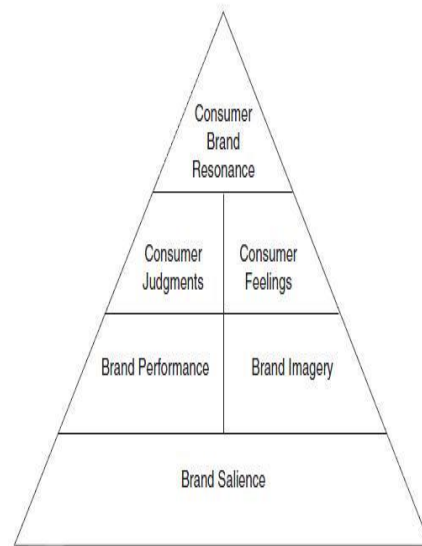 Consumer
Brand
Resonance
Consumer
Judgments
Consumer
Feelings
Brand Performance
Brand Imagery
Brand Salience